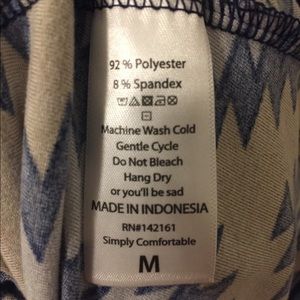 92 % Polyester
8 % Spandex
Machine Wash Cold
Gentle Cycle
Do Not Bleach
Hang Dry
or you'll be sad
MADE IN INDONESIA
RN#142161
Simply Comfortable
M